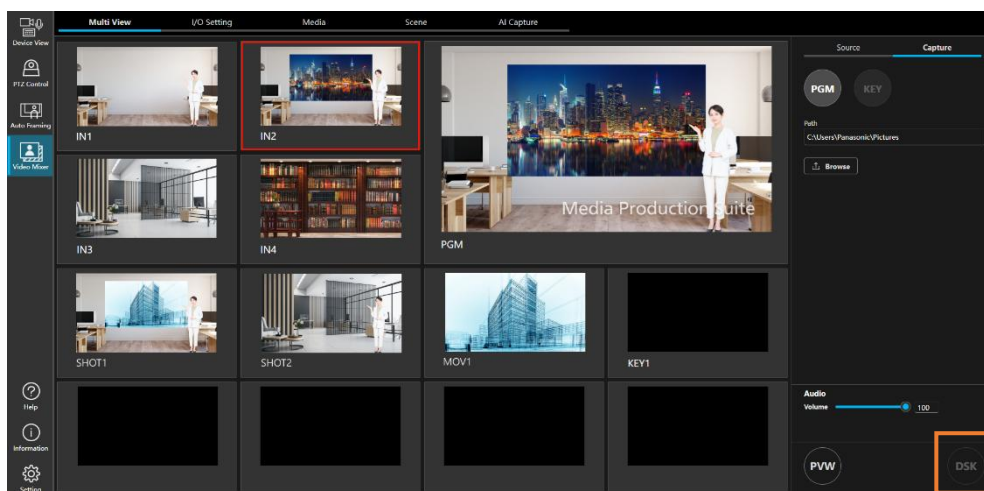 Multi View
I/O Setting
Media
Scene
AI Capture
Device View
PTZ Control
Auto Framing
Video Mixer
Help
Information
Setting
IN1
IN2
Media Production Suite
PGM
IN3
IN4
SHOT1
SHOT2
MOV1
KEY1
Source
Capture
PGM
KEY
Path
C:\Users\Panasonic\Pictures
Browse
Audio
Volume
100
PVW
DSK